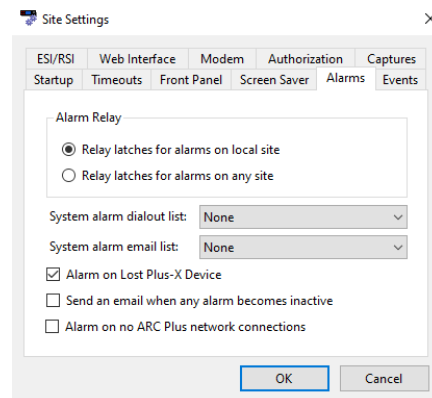 Site Settings
ESI/RSI Web Interface Modem Authorization Captures
Startup Timeouts Front Panel Screen Saver Alarms Events
Alarm Relay
Relay latches for alarms on local site
Relay latches for alarms on any site
System alarm dialout list: None
System alarm email list: None
Alarm on Lost Plus-X Device
Send an email when any alarm becomes inactive
Alarm on no ARC Plus network connections
OK Cancel